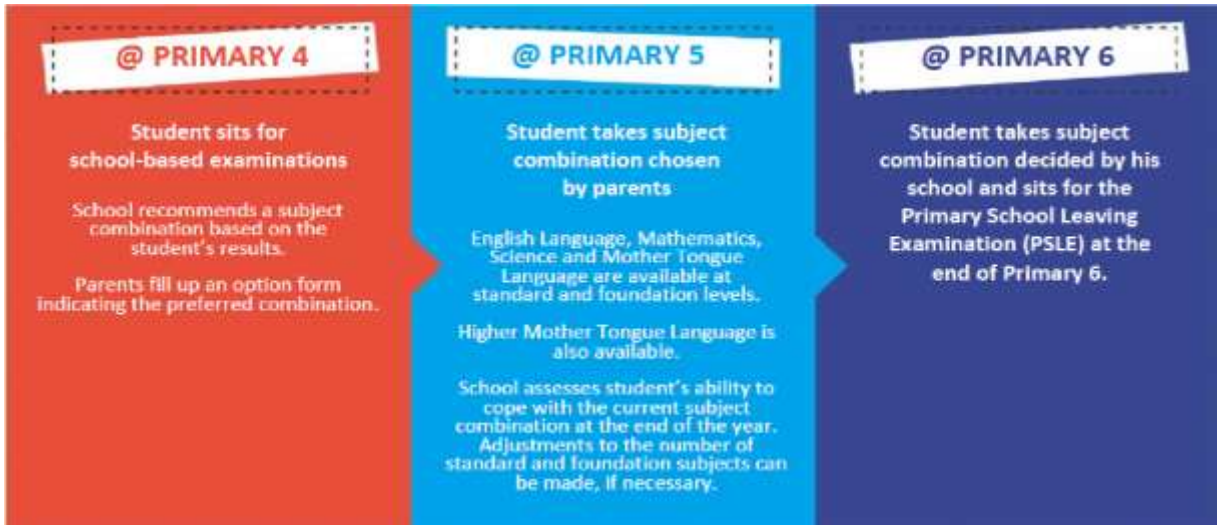 @ PRIMARY 4
Student sits for
school-based examinations
School recommends a subject
combination based on the
student's results.
Parents fill up an option form
indicating the preferred combination.
@ PRIMARY 5
Student takes subject
combination chosen
by parents
English Language, Mathematics,
Science and Mother Tongue
Language are available at
standard and foundation levels.
Higher Mother Tongue Language is
also available.
School assesses student's ability to
cope with the current subject
combination at the end of the year.
Adjustments to the number of
standard and foundation subjects can
be made, if necessary.
@ PRIMARY 6
Student takes subject
combination decided by his
school and sits for the
Primary School Leaving
Examination (PSLE) at the
end of Primary 6.